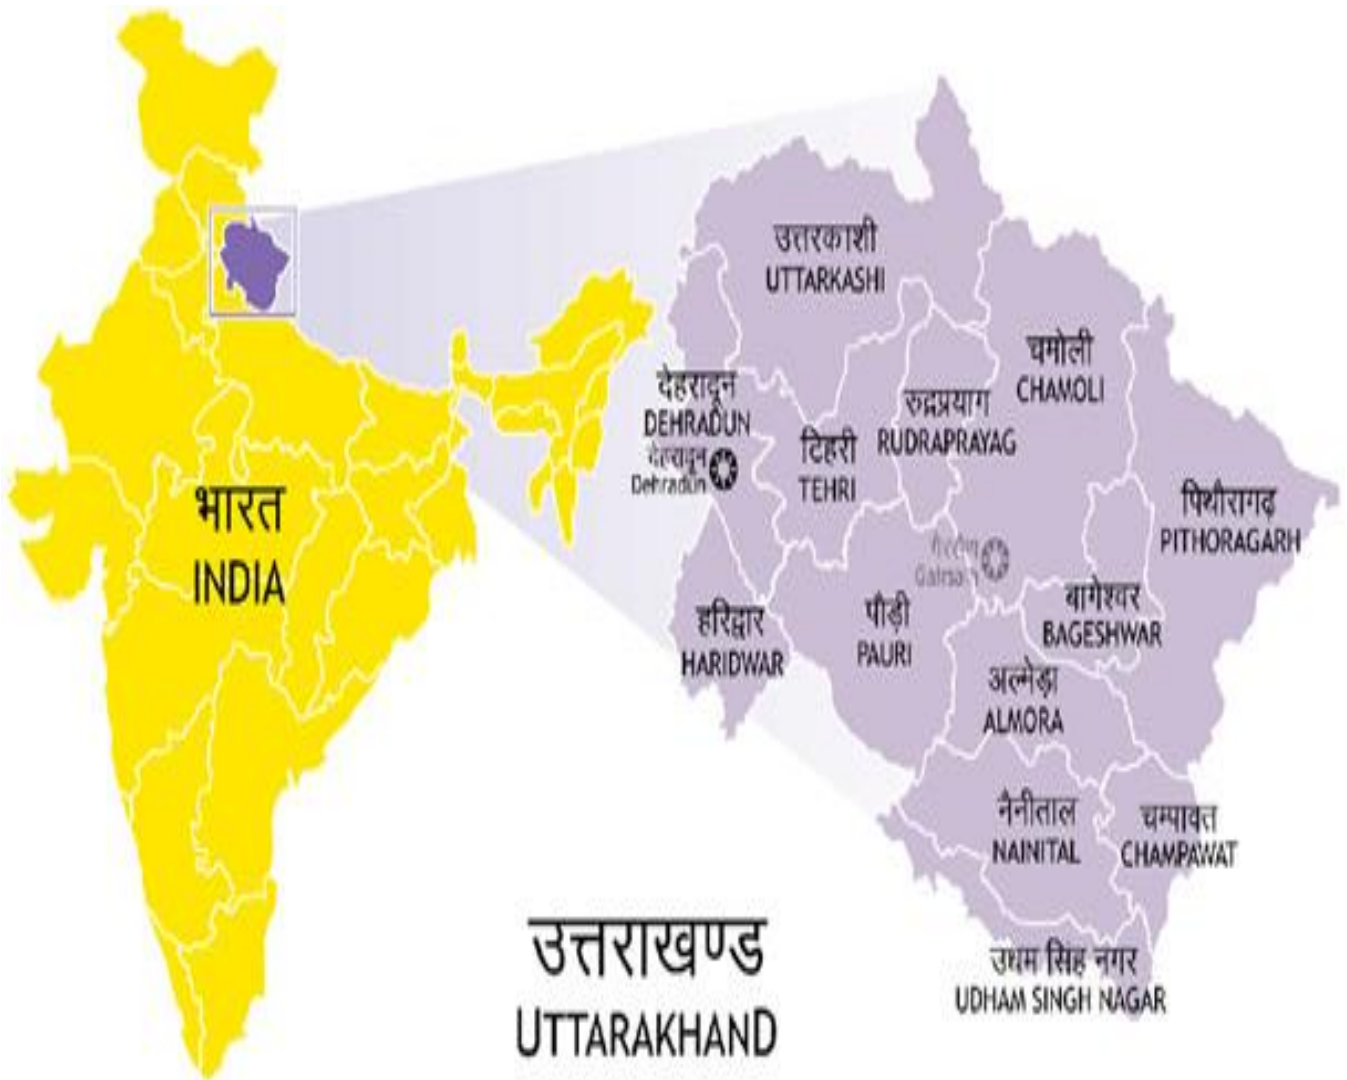 उत्तरकाशी
UTTARKASHI
चमोली
CHAMOLI
देहरादून
DEHRADUN
देहरादून
Dehradun
रुद्रप्रयाग
RUDRAPRAYAG
टिहरी
TEHRI
पिथौरागढ़
PITHORAGARH
भारत
INDIA
Gairsain
पौड़ी
PAURI
हरिद्वार
HARIDWAR
बागेश्वर
BAGESHWAR
अल्मोड़ा
ALMORA
नैनीताल
NAINITAL
चम्पावत
CHAMPAWAT
उधम सिंह नगर
UDHAM SINGH NAGAR
उत्तराखण्ड
UTTARAKHAND